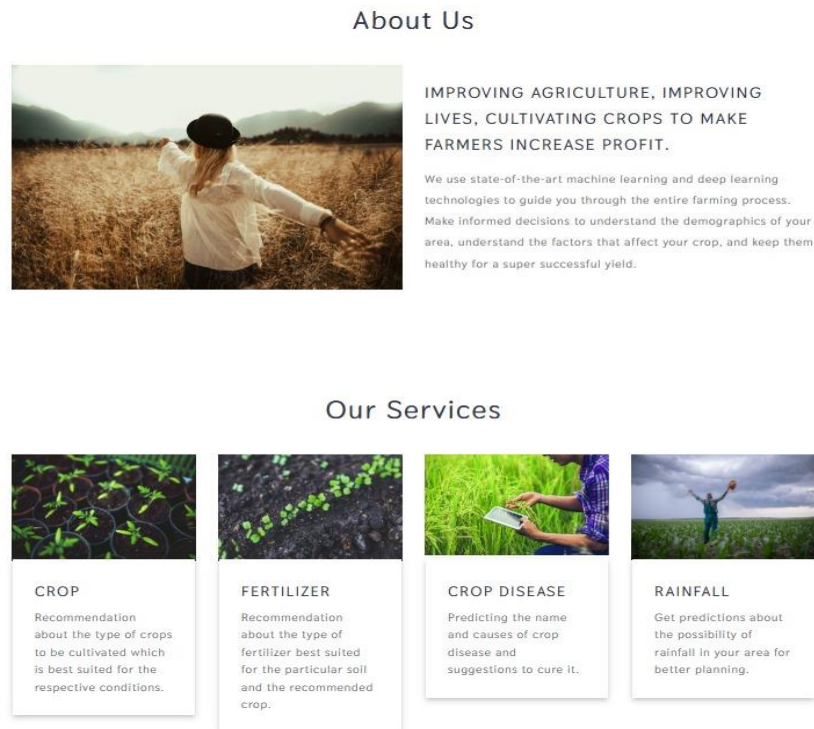 About Us
IMPROVING AGRICULTURE, IMPROVING
LIVES, CULTIVATING CROPS TO MAKE
FARMERS INCREASE PROFIT.
We use state-of-the-art machine learning and deep learning
technologies to guide you through the entire farming process.
Make informed decisions to understand the demographics of your
area, understand the factors that affect your crop, and keep them
healthy for a super successful yield.
Our Services
CROP
Recommendation
about the type of crops
to be cultivated which
is best suited for the
respective conditions.
FERTILIZER
Recommendation
about the type of
fertilizer best suited
for the particular soil
and the recommended
crop.
CROP DISEASE
Predicting the name
and causes of crop
disease and
suggestions to cure it.
RAINFALL
Get predictions about
the possibility of
rainfall in your area for
better planning.